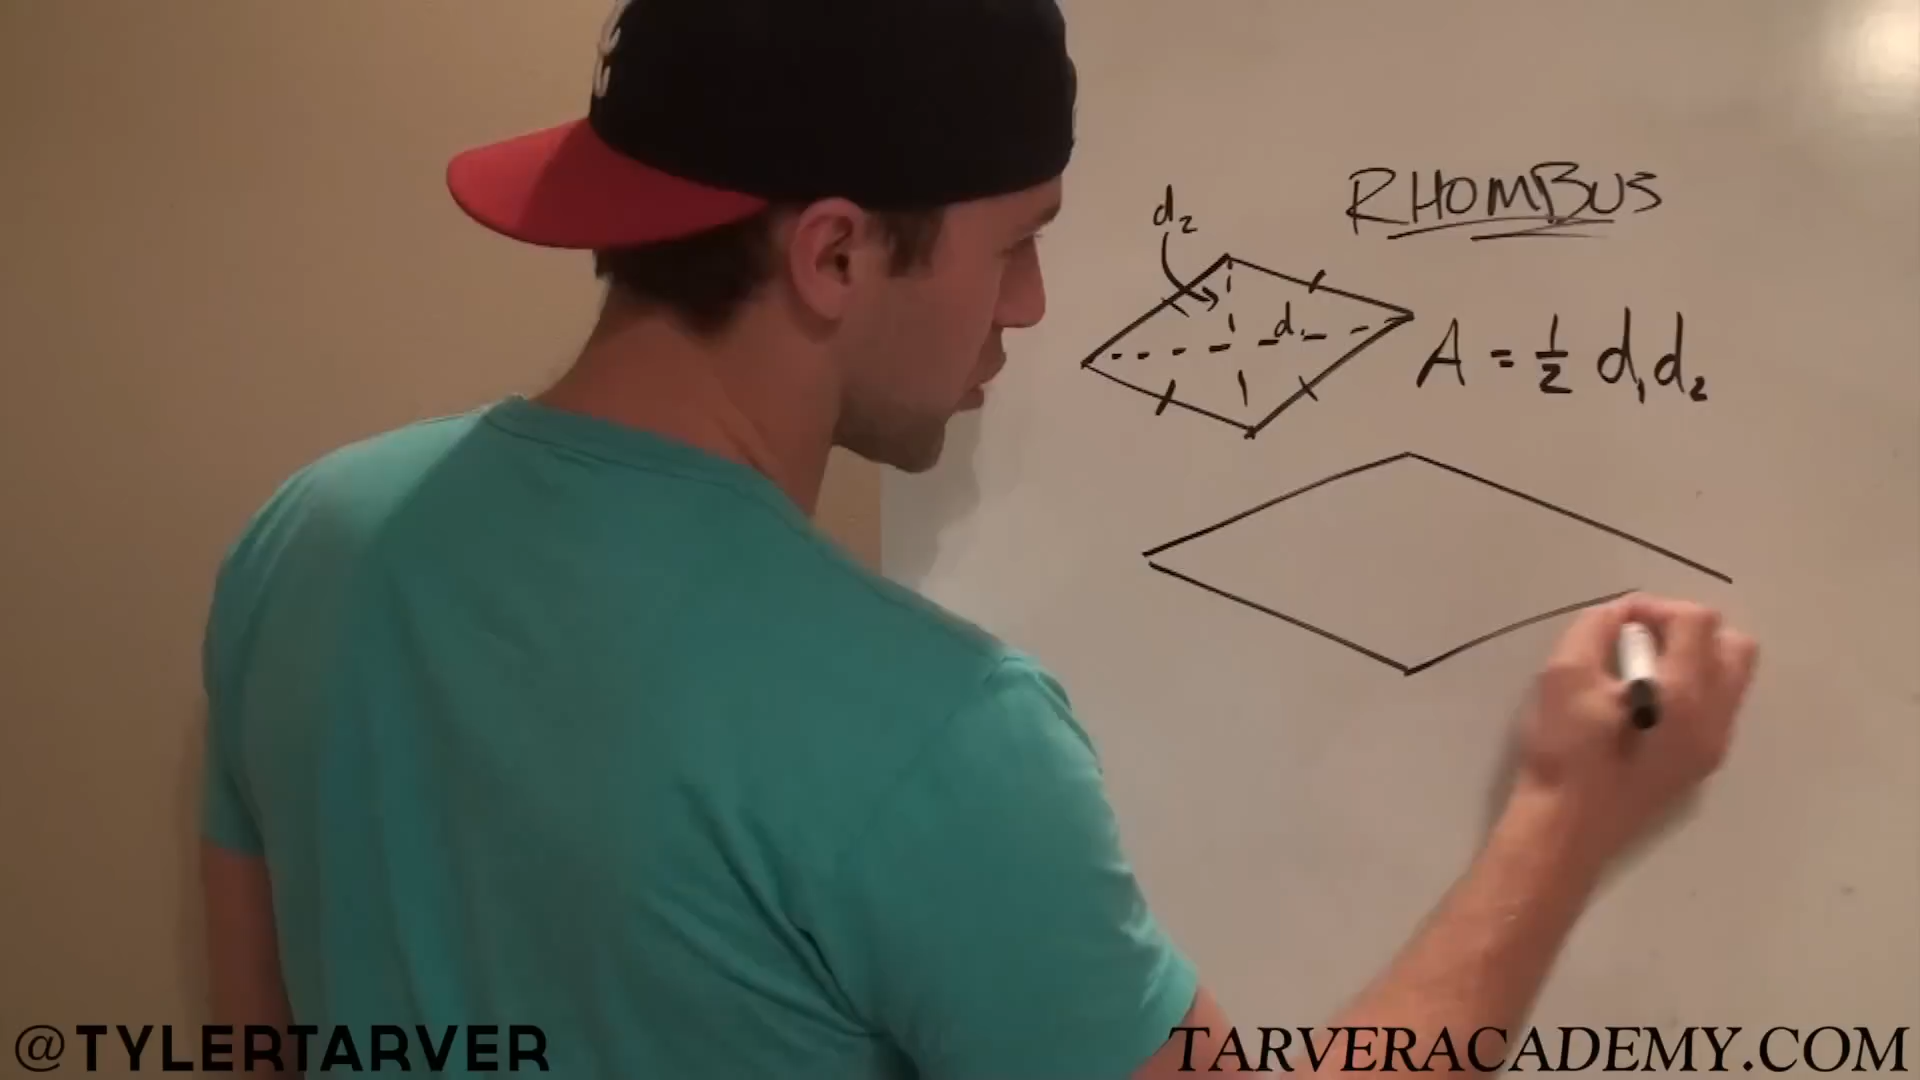 RHOMBUS
d₂
d₁
A = ½ d₁d₂
@TYLERTARVER
TARVERACADEMY.COM